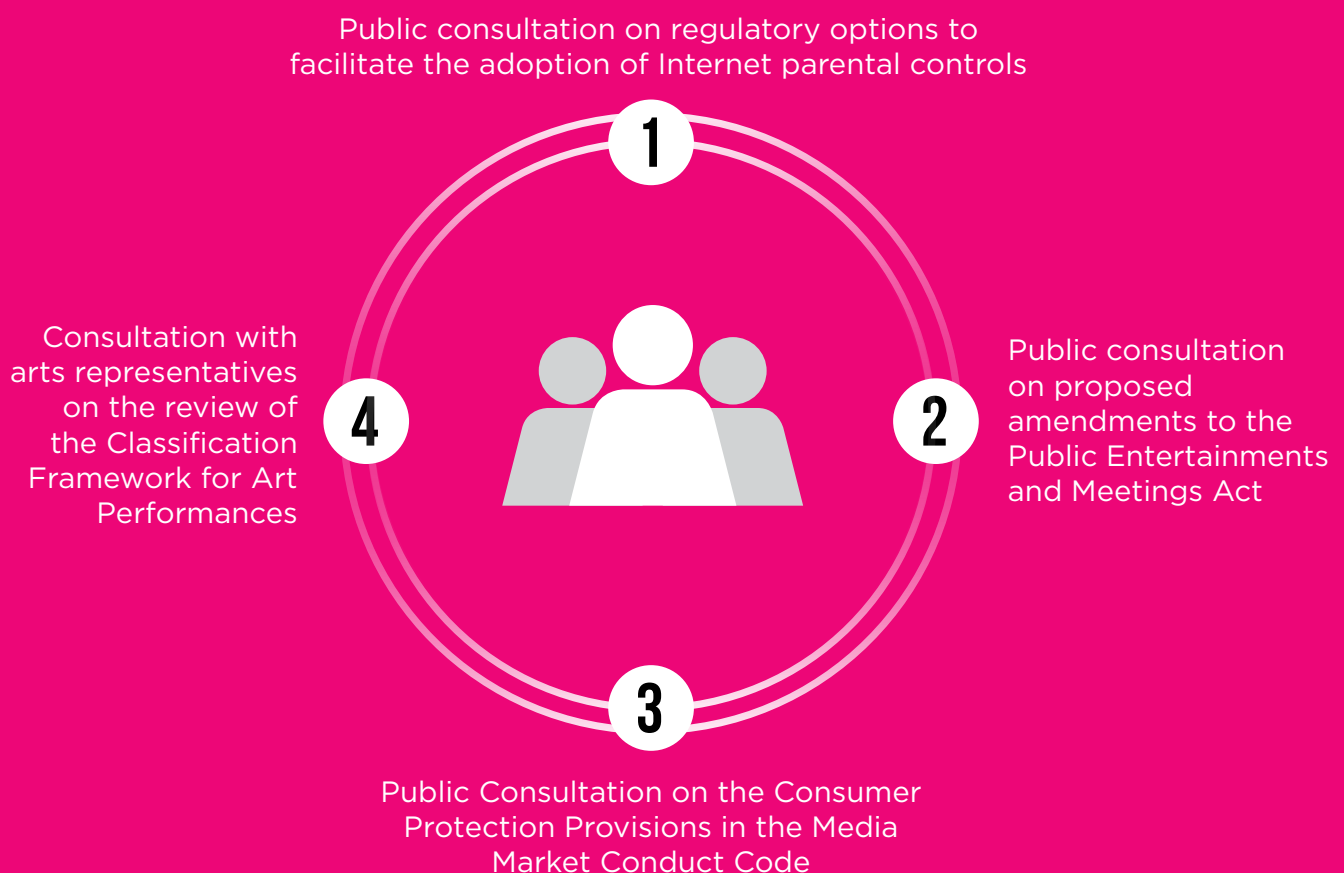 Public consultation on regulatory options to
facilitate the adoption of Internet parental controls
1
2
Public consultation
on proposed
amendments to the
Public Entertainments
and Meetings Act
3
Public Consultation on the Consumer
Protection Provisions in the Media
Market Conduct Code
4
Consultation with
arts representatives
on the review of
the Classification
Framework for Art
Performances